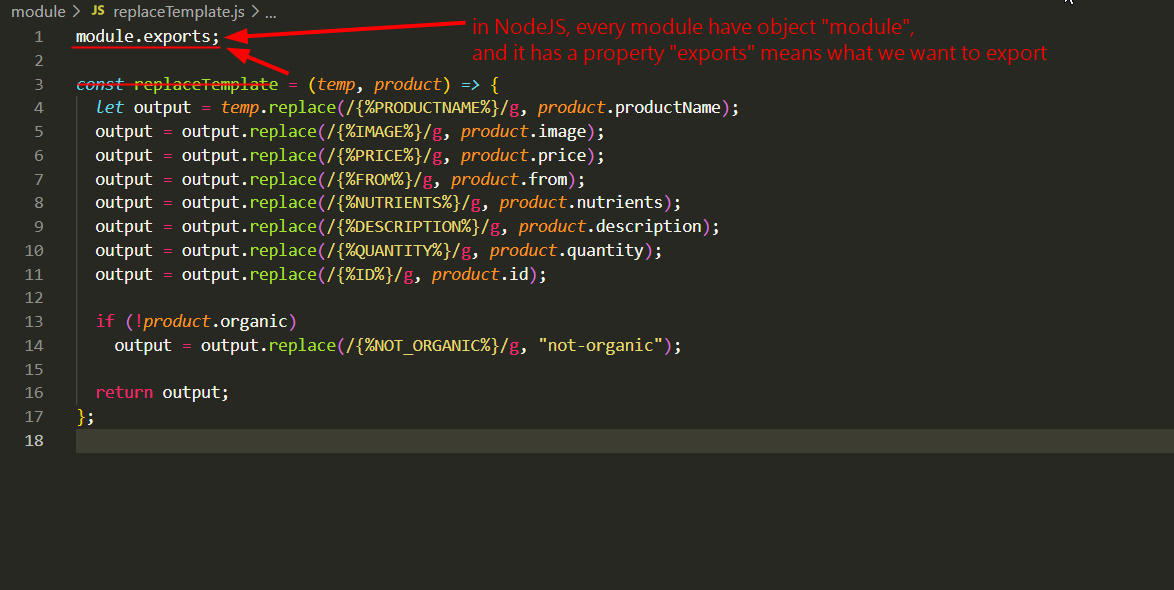 module > JS replaceTemplate.js > ...
in NodeJS, every module have object "module",
and it has a property "exports" means what we want to export
1 module.exports;
2
3 const replaceTemplate = (temp, product) => {
4 let output = temp.replace(/{%PRODUCTNAME%}/g, product.productName);
5 output = output.replace(/{%IMAGE%}/g, product.image);
6 output = output.replace(/{%PRICE%}/g, product.price);
7 output = output.replace(/{%FROM%}/g, product.from);
8 output = output.replace(/{%NUTRIENTS%}/g, product.nutrients);
9 output = output.replace(/{%DESCRIPTION%}/g, product.description);
10 output = output.replace(/{%QUANTITY%}/g, product.quantity);
11 output = output.replace(/{%ID%}/g, product.id);
12
13 if (!product.organic)
14 output = output.replace(/{%NOT_ORGANIC%}/g, "not-organic");
15
16 return output;
17 };
18